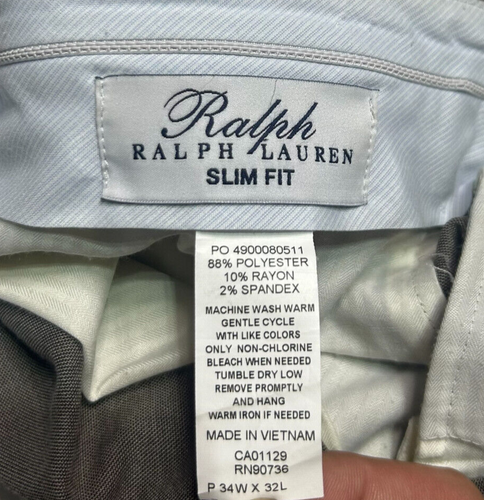 Ralph
RALPH LAUREN
SLIM FIT
PO 4900080511
88% POLYESTER
10% RAYON
2% SPANDEX
MACHINE WASH WARM
GENTLE CYCLE
WITH LIKE COLORS
ONLY NON-CHLORINE
BLEACH WHEN NEEDED
TUMBLE DRY LOW
REMOVE PROMPTLY
AND HANG
WARM IRON IF NEEDED
MADE IN VIETNAM
CA01129
RN90736
P 34W X 32L